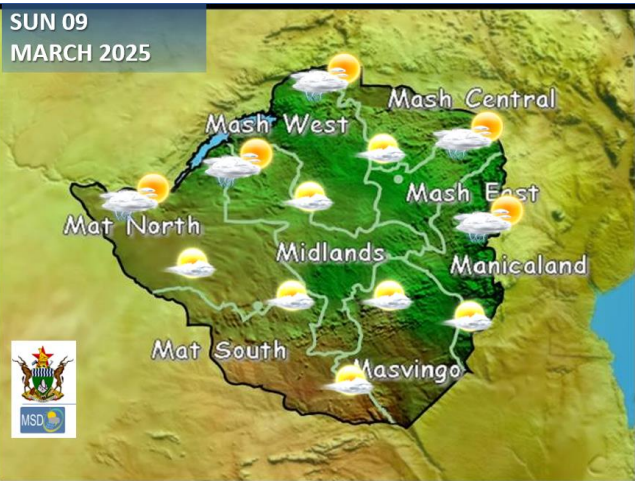 SUN 09
MARCH 2025
Mash Central
Mash West
Mash East
Mat North
Midlands
Manicaland
Mat South
Masvingo
MSD